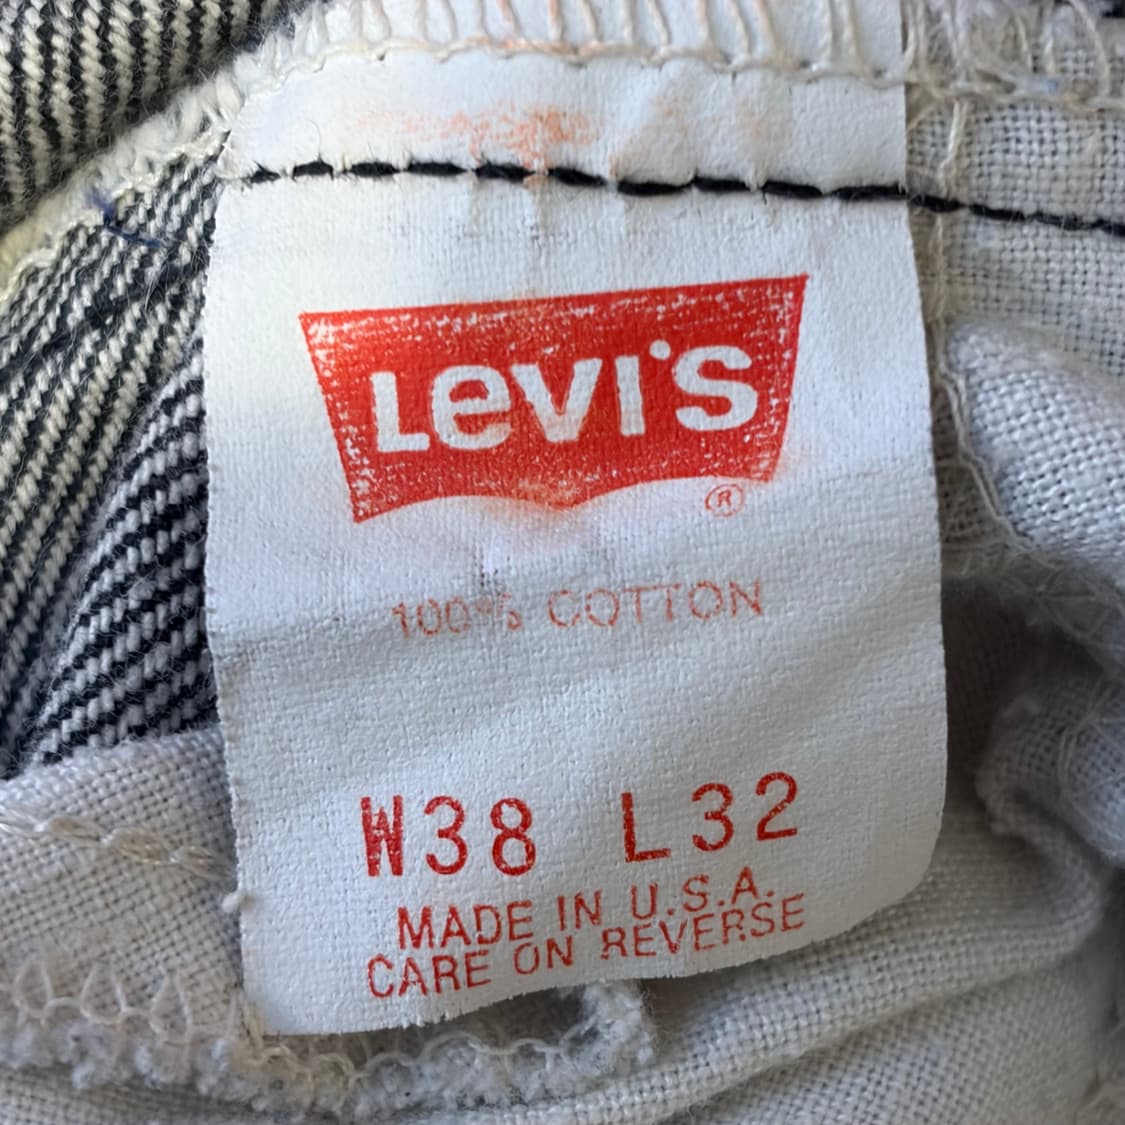 Levi's
®
100% COTTON
W38 L32
MADE IN U.S.A.
CARE ON REVERSE